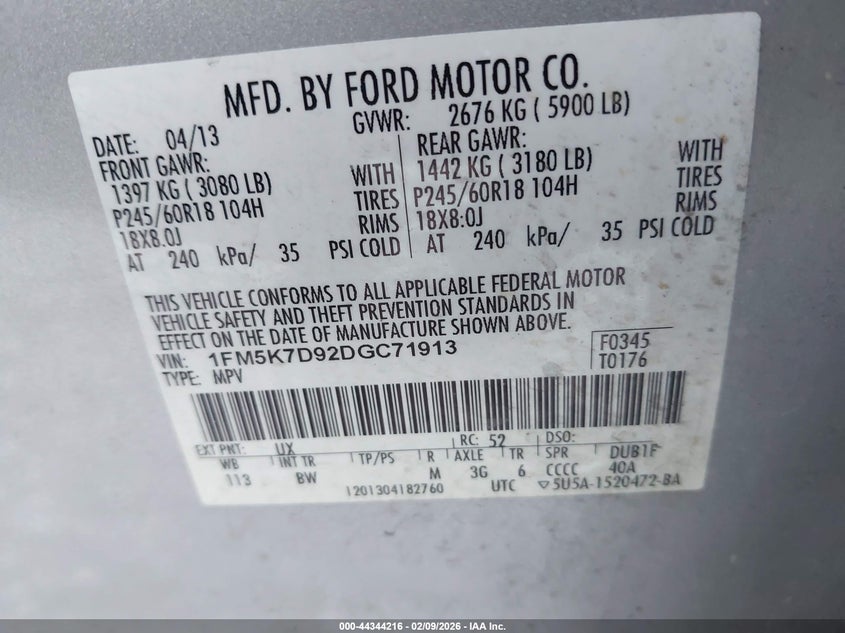 MFD. BY FORD MOTOR CO.
DATE: 04/13 GVWR: 2676 KG ( 5900 LB)
FRONT GAWR: REAR GAWR:
1397 KG ( 3080 LB) WITH 1442 KG ( 3180 LB) WITH
P245/60R18 104H TIRES P245/60R18 104H TIRES
18X8.0J RIMS 18X8.0J RIMS
AT 240 kPa/ 35 PSI COLD AT 240 kPa/ 35 PSI COLD
THIS VEHICLE CONFORMS TO ALL APPLICABLE FEDERAL MOTOR
VEHICLE SAFETY AND THEFT PREVENTION STANDARDS IN
EFFECT ON THE DATE OF MANUFACTURE SHOWN ABOVE.
VIN: 1FM5K7D92DGC71913 F0345
TYPE: MPV T0176
EXT PNT: UX RC: 52 DSO:
WB INT TR TP/PS R AXLE TR SPR DUB1F
113 BW M 3G 6 CCCC 40A
1201304182760 UTC ▽5U5A-1520472-BA
000-44344216 - 02/09/2026 - IAA Inc.